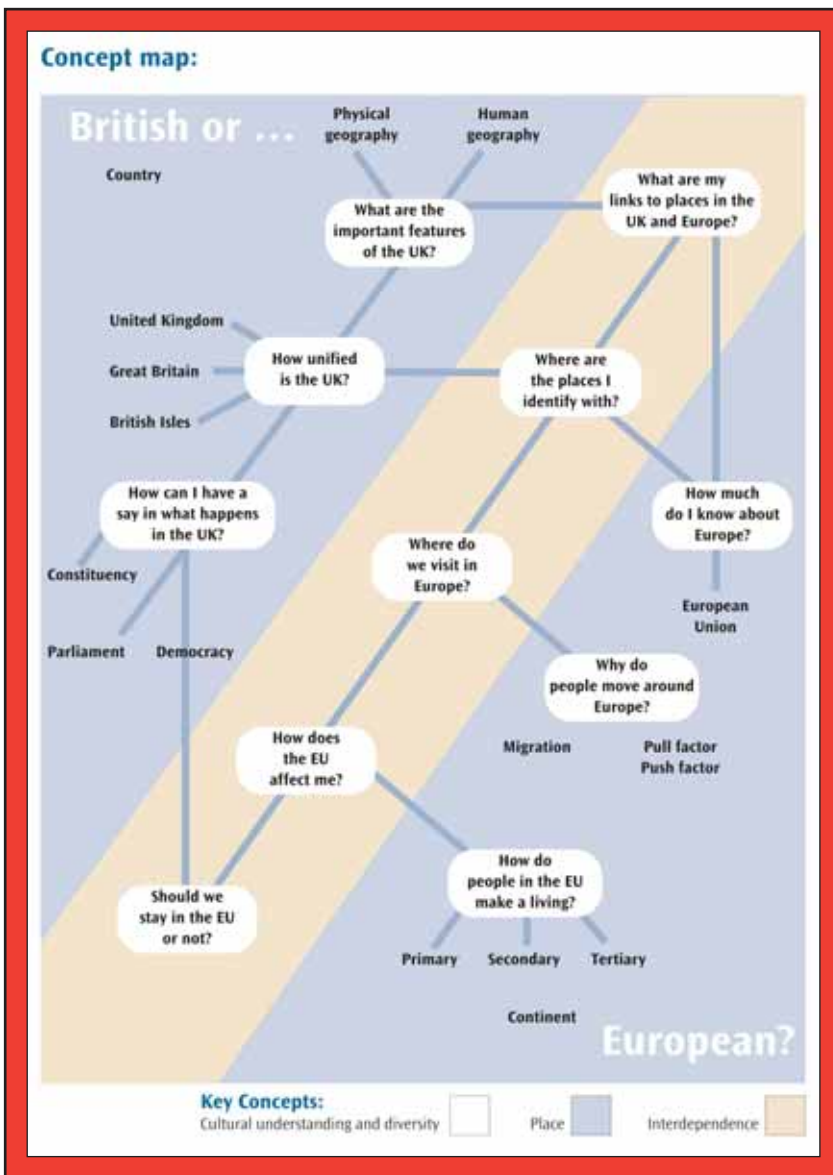 Concept map:
British or ...
Physical
geography
Human
geography
Country
What are the
important features
of the UK?
What are my
links to places in the
UK and Europe?
United Kingdom
Great Britain
British Isles
How unified
is the UK?
Where are
the places I
identify with?
How can I have a
say in what happens
in the UK?
How much
do I know about
Europe?
Where do
we visit in
Europe?
Constituency
Parliament
Democracy
European
Union
Why do
people move around
Europe?
Migration
Pull factor
Push factor
How does
the EU
affect me?
How do
people in the EU
make a living?
Should we
stay in the EU
or not?
Primary
Secondary
Tertiary
Continent
European?
Key Concepts:
Cultural understanding and diversity
Place
Interdependence